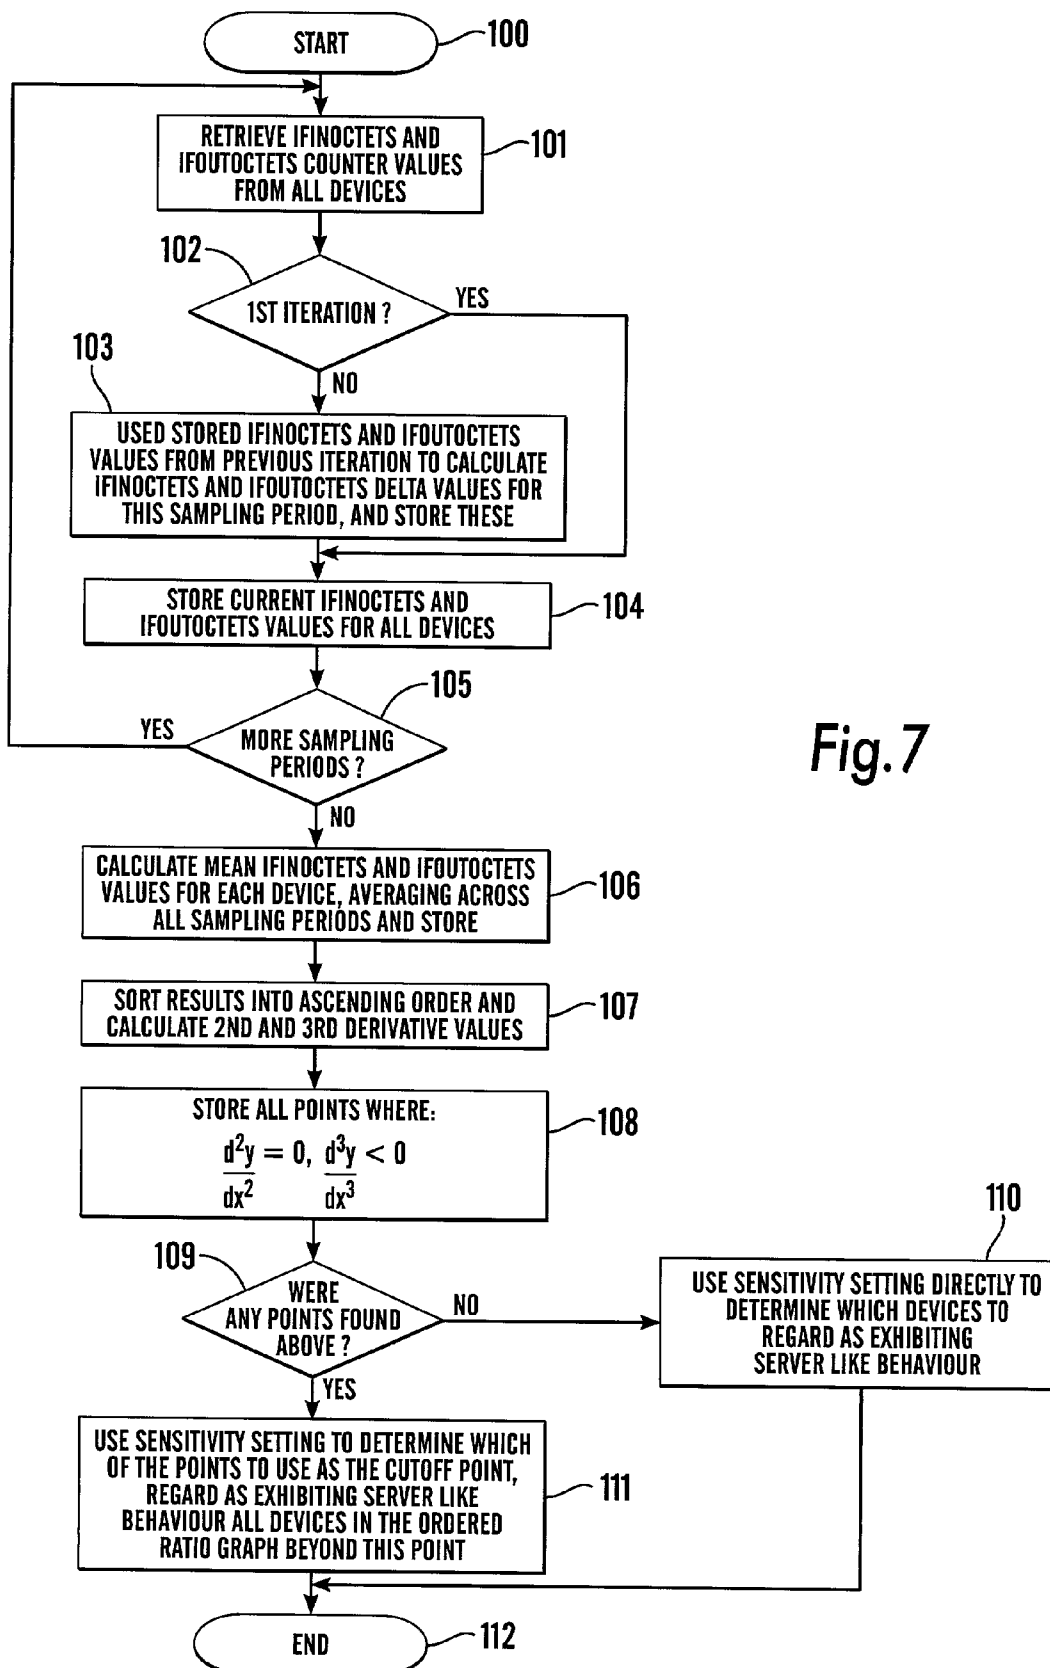 START
100
RETRIEVE IFINOCTETS AND
IFOUTOCTETS COUNTER VALUES
FROM ALL DEVICES
101
102
1ST ITERATION ?
YES
NO
103
USED STORED IFINOCTETS AND IFOUTOCTETS
VALUES FROM PREVIOUS ITERATION TO CALCULATE
IFINOCTETS AND IFOUTOCTETS DELTA VALUES FOR
THIS SAMPLING PERIOD, AND STORE THESE
STORE CURRENT IFINOCTETS AND
IFOUTOCTETS VALUES FOR ALL DEVICES
104
105
YES
MORE SAMPLING
PERIODS ?
NO
Fig.7
CALCULATE MEAN IFINOCTETS AND IFOUTOCTETS
VALUES FOR EACH DEVICE, AVERAGING ACROSS
ALL SAMPLING PERIODS AND STORE
106
SORT RESULTS INTO ASCENDING ORDER AND
CALCULATE 2ND AND 3RD DERIVATIVE VALUES
107
STORE ALL POINTS WHERE:
d²y/dx² = 0, d³y/dx³ < 0
108
109
WERE
ANY POINTS FOUND
ABOVE ?
NO
YES
110
USE SENSITIVITY SETTING DIRECTLY TO
DETERMINE WHICH DEVICES TO
REGARD AS EXHIBITING
SERVER LIKE BEHAVIOUR
USE SENSITIVITY SETTING TO DETERMINE WHICH
OF THE POINTS TO USE AS THE CUTOFF POINT,
REGARD AS EXHIBITING SERVER LIKE
BEHAVIOUR ALL DEVICES IN THE ORDERED
RATIO GRAPH BEYOND THIS POINT
111
END
112